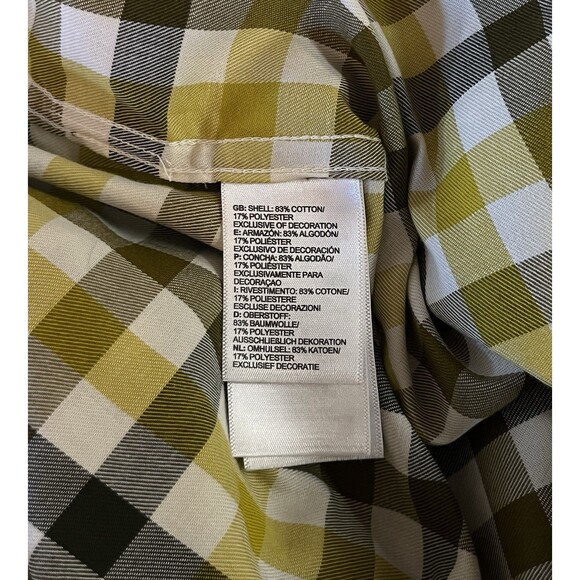 GB: SHELL: 83% COTTON/
17% POLYESTER
EXCLUSIVE OF DECORATION
E: ARMAZÓN: 83% ALGODÓN/
17% POLIÉSTER
EXCLUSIVO DE DECORACIÓN
P: CONCHA: 83% ALGODÃO/
17% POLIÉSTER
EXCLUSIVAMENTE PARA
DECORAÇAO
I: RIVESTIMENTO: 83% COTONE/
17% POLIESTERE
ESCLUSE DECORAZIONI
D: OBERSTOFF:
83% BAUMWOLLE/
17% POLYESTER
AUSSCHLIEßLICH DEKORATION
NL: OMHULSEL: 83% KATOEN/
17% POLYESTER
EXCLUSIEF DECORATIE